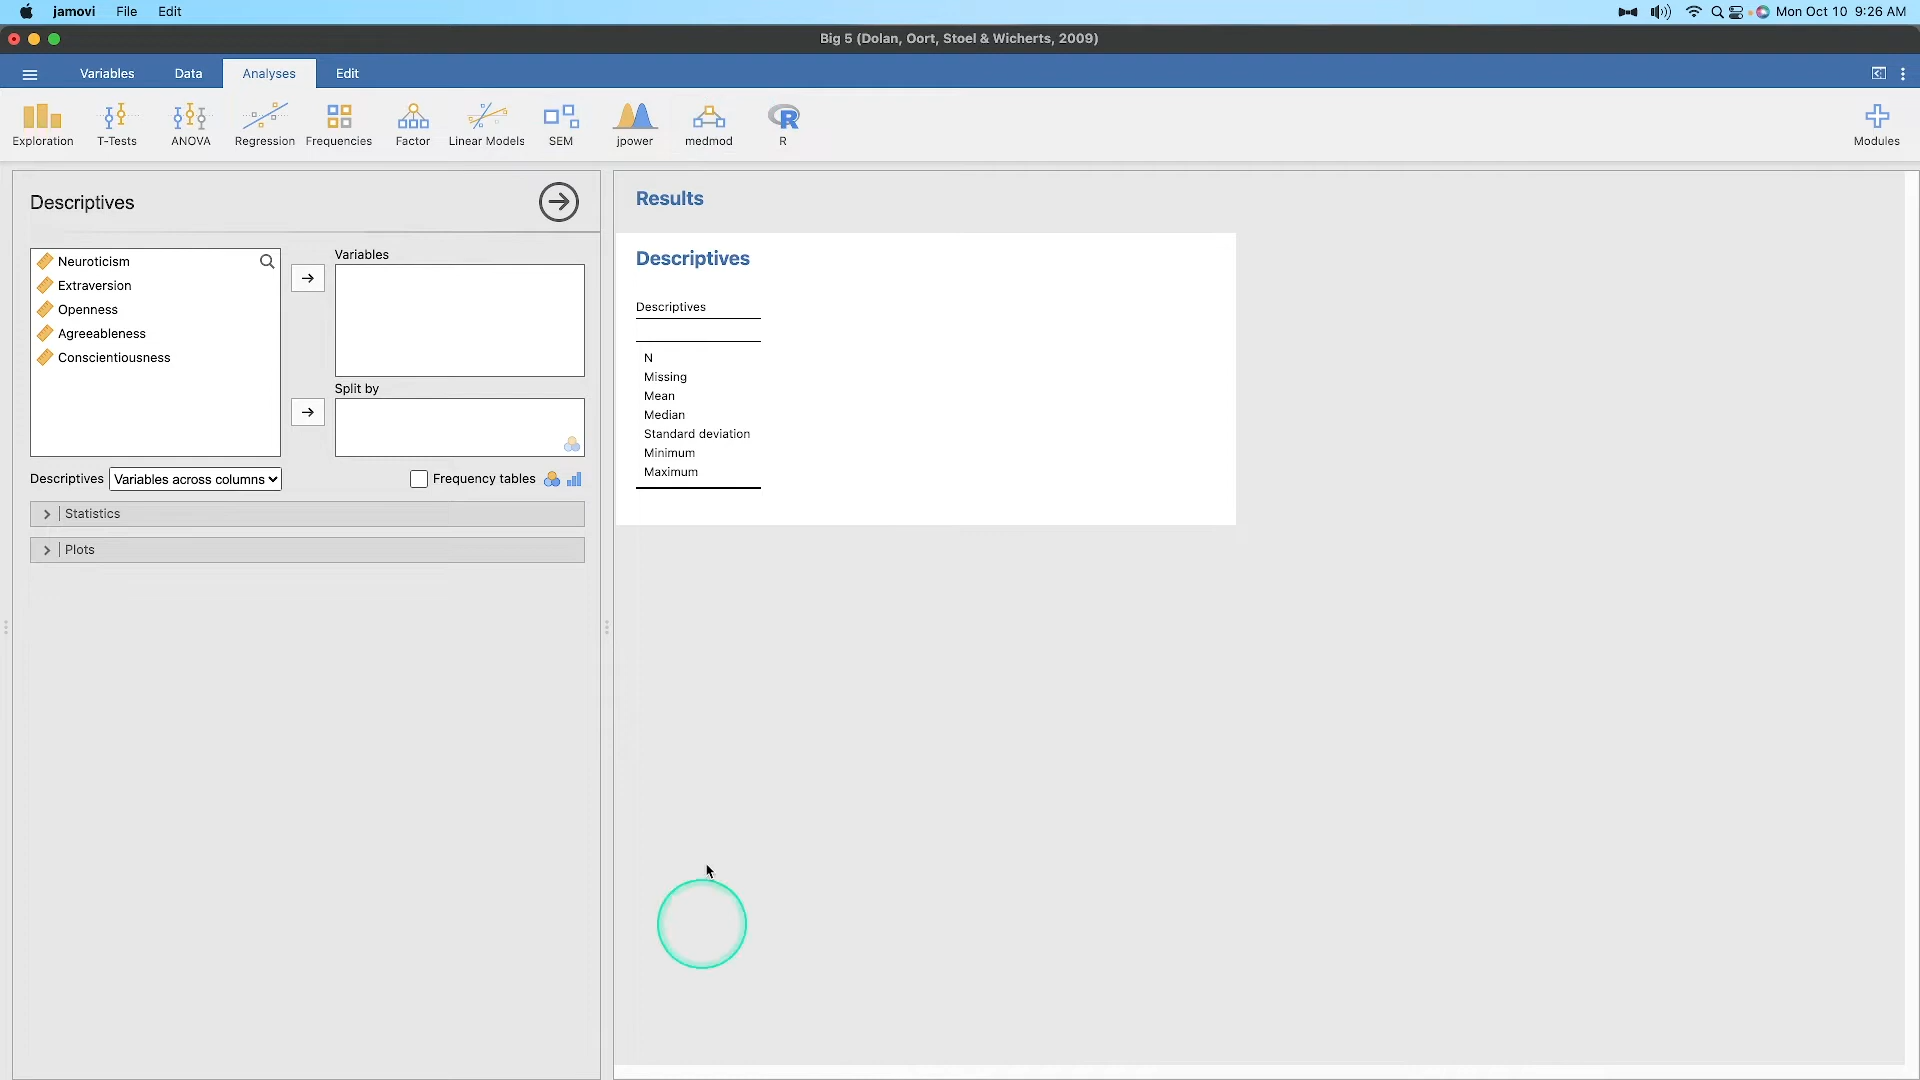 jamovi File Edit Mon Oct 10 9:26 AM
Big 5 (Dolan, Oort, Stoel & Wicherts, 2009)
Variables Data Analyses Edit
Exploration T-Tests ANOVA Regression Frequencies Factor Linear Models SEM jpower medmod R Modules
Descriptives
Neuroticism
Extraversion
Openness
Agreeableness
Conscientiousness
Variables
Split by
Descriptives Variables across columns Frequency tables
Statistics
Plots
Results
Descriptives
Descriptives
N
Missing
Mean
Median
Standard deviation
Minimum
Maximum